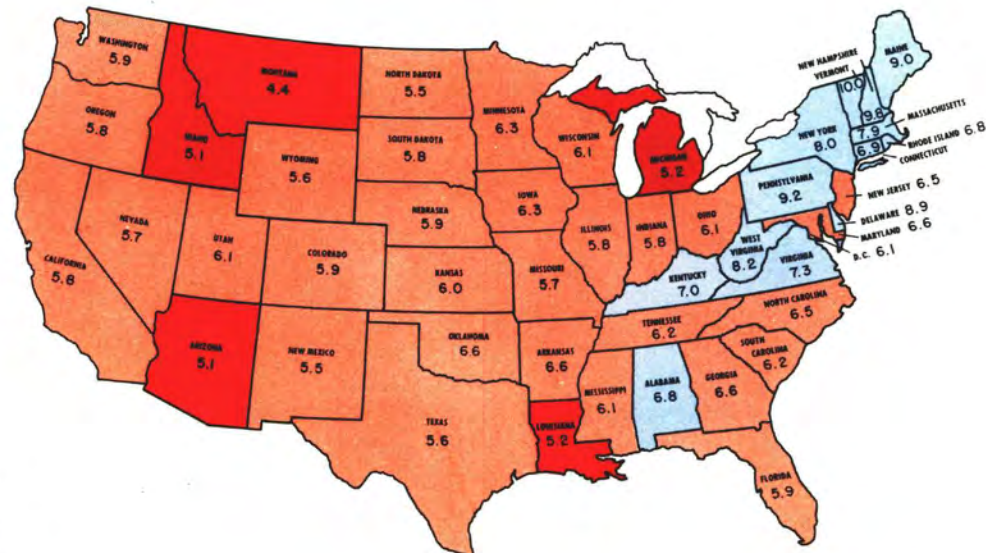 WASHINGTON
5.9
OREGON
5.8
CALIFORNIA
5.8
NEVADA
5.7
IDAHO
5.1
MONTANA
4.4
WYOMING
5.6
UTAH
6.1
COLORADO
5.9
ARIZONA
5.1
NEW MEXICO
5.5
NORTH DAKOTA
5.5
SOUTH DAKOTA
5.8
NEBRASKA
5.9
KANSAS
6.0
OKLAHOMA
6.6
TEXAS
5.6
MINNESOTA
6.3
IOWA
6.3
MISSOURI
5.7
ARKANSAS
6.6
LOUISIANA
5.2
WISCONSIN
6.1
ILLINOIS
5.8
MICHIGAN
5.2
INDIANA
5.8
OHIO
6.1
KENTUCKY
7.0
TENNESSEE
6.2
MISSISSIPPI
6.1
ALABAMA
6.8
GEORGIA
6.6
FLORIDA
5.9
SOUTH
CAROLINA
6.2
NORTH CAROLINA
6.5
VIRGINIA
7.3
WEST
VIRGINIA
8.2
PENNSYLVANIA
9.2
NEW YORK
8.0
NEW HAMPSHIRE
VERMONT
10.0
9.8
MAINE
9.0
MASSACHUSETTS
7.9
RHODE ISLAND 6.8
CONNECTICUT
6.9
NEW JERSEY 6.5
DELAWARE 8.9
MARYLAND 6.6
D.C. 6.1